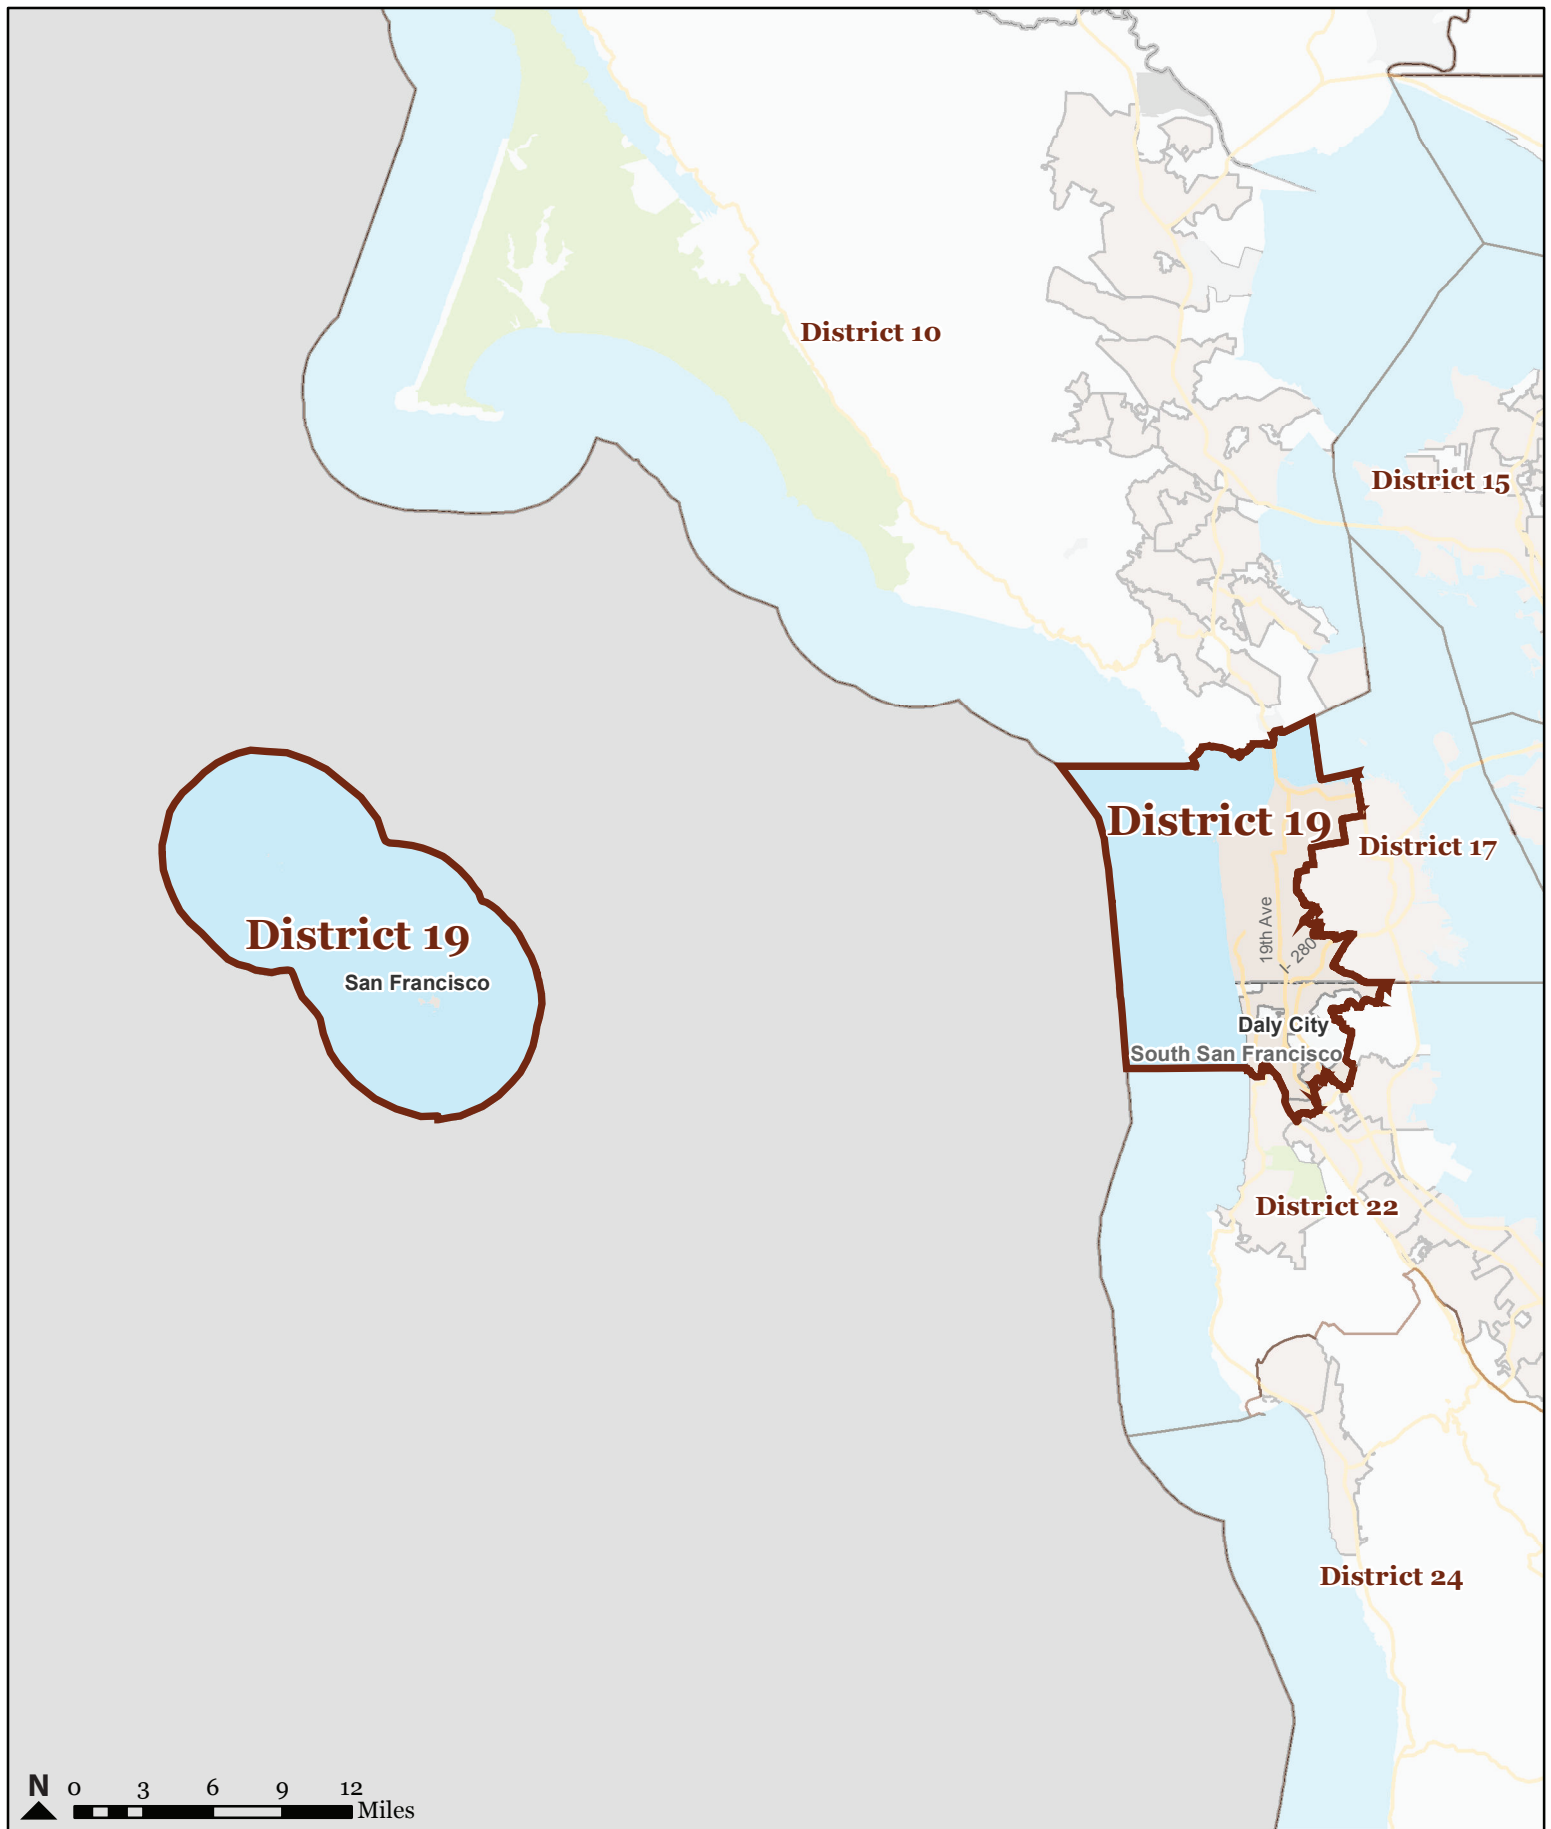 District 10
District 15
District 19
District 17
19th Ave
I- 280
District 19
San Francisco
Daly City
South San Francisco
District 22
District 24
N 0 3 6 9 12
Miles